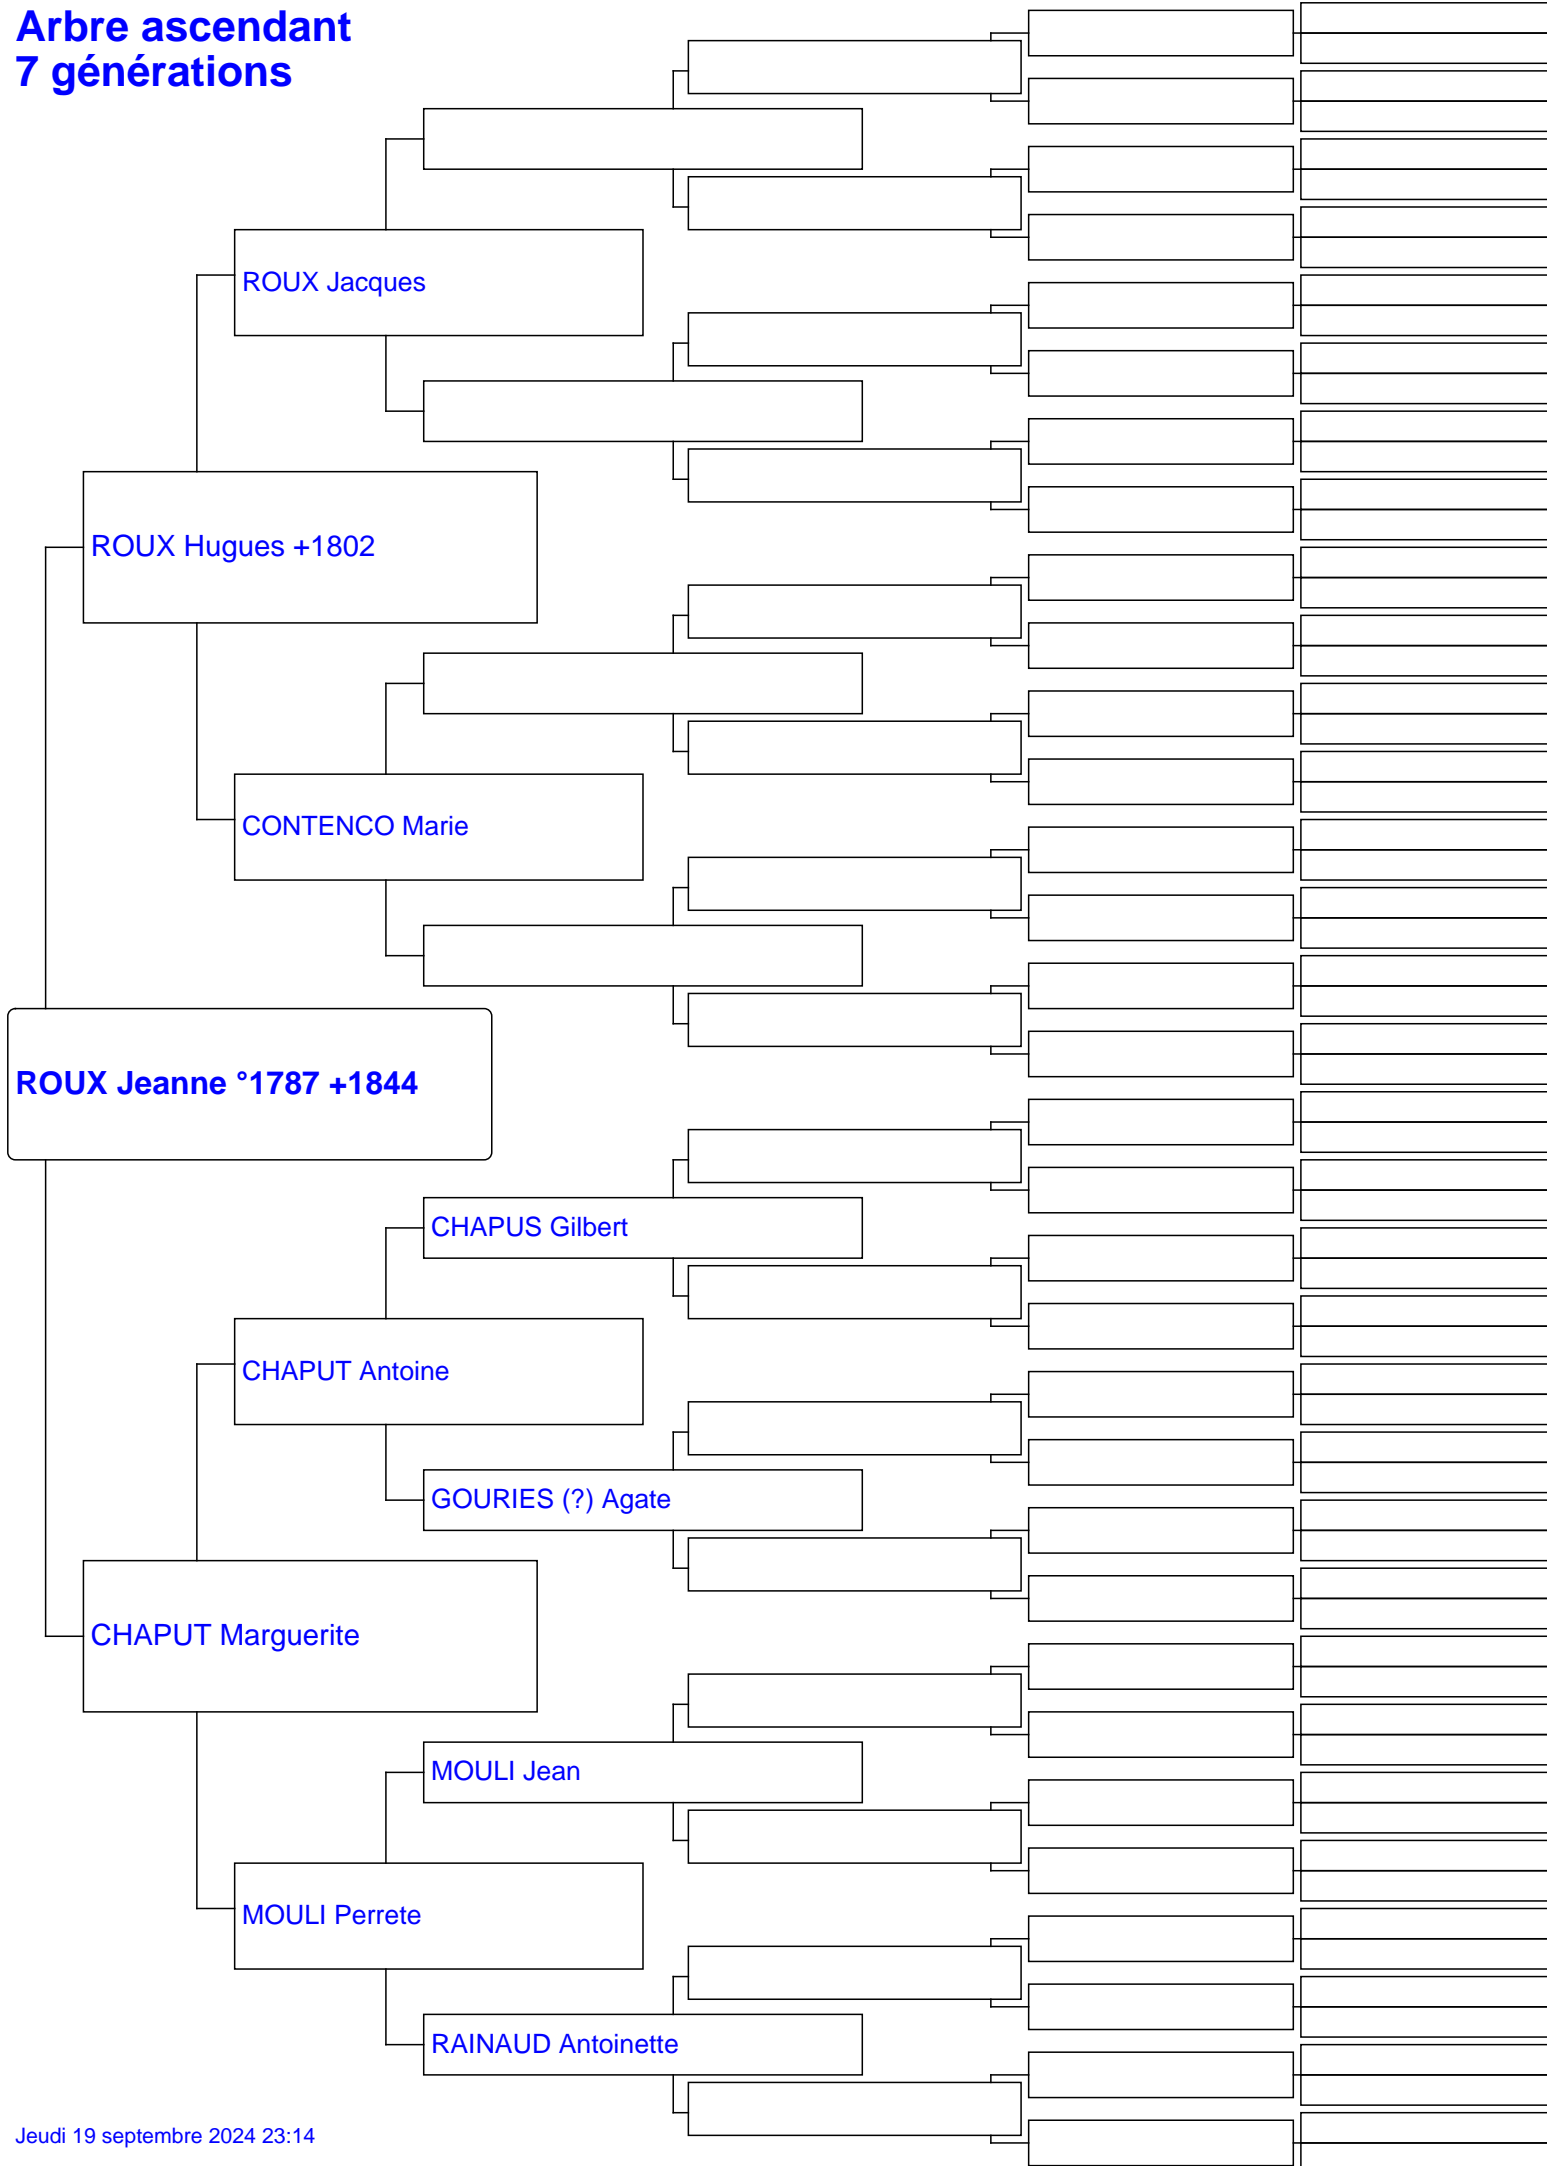 Arbre ascendant
7 générations
ROUX Jacques
ROUX Hugues +1802
CONTENCO Marie
ROUX Jeanne °1787 +1844
CHAPUS Gilbert
CHAPUT Antoine
GOURIES (?) Agate
CHAPUT Marguerite
MOULI Jean
MOULI Perrete
RAINAUD Antoinette
Jeudi 19 septembre 2024 23:14